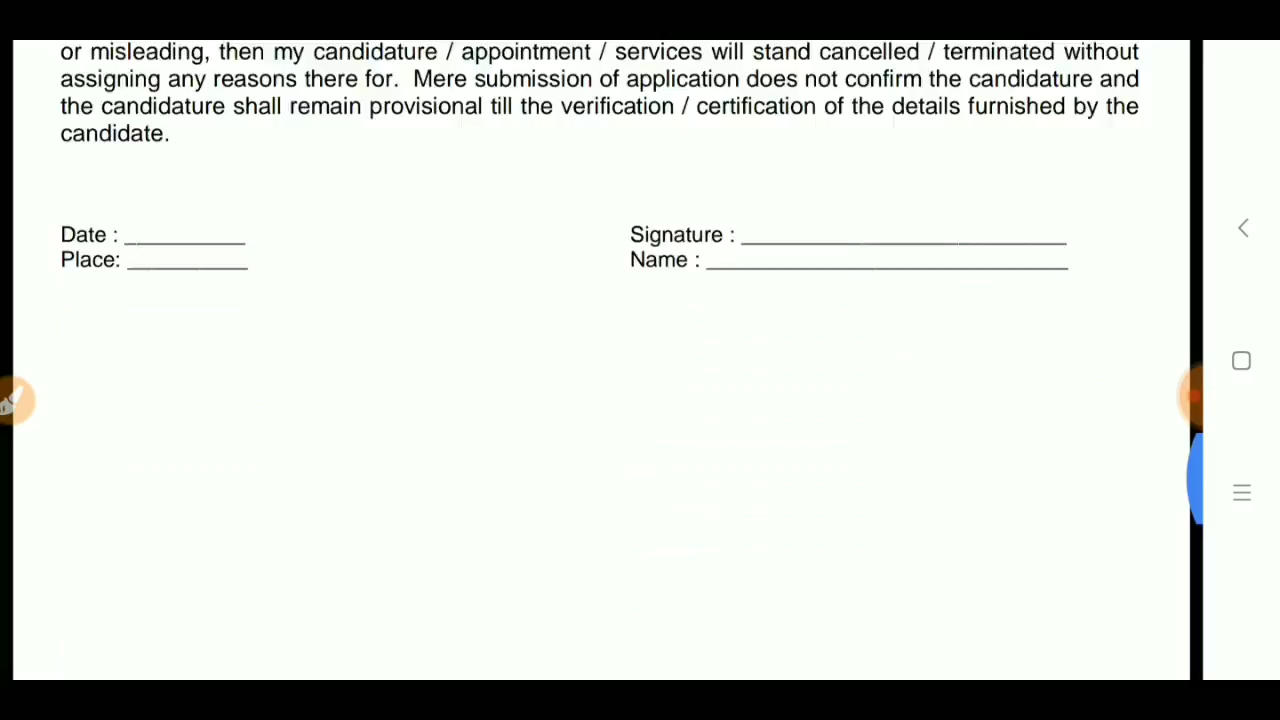 or misleading, then my candidature / appointment / services will stand cancelled / terminated without
assigning any reasons there for.  Mere submission of application does not confirm the candidature and
the candidature shall remain provisional till the verification / certification of the details furnished by the
candidate.
Date : __________ Signature : ___________________________
Place: __________ Name : ______________________________